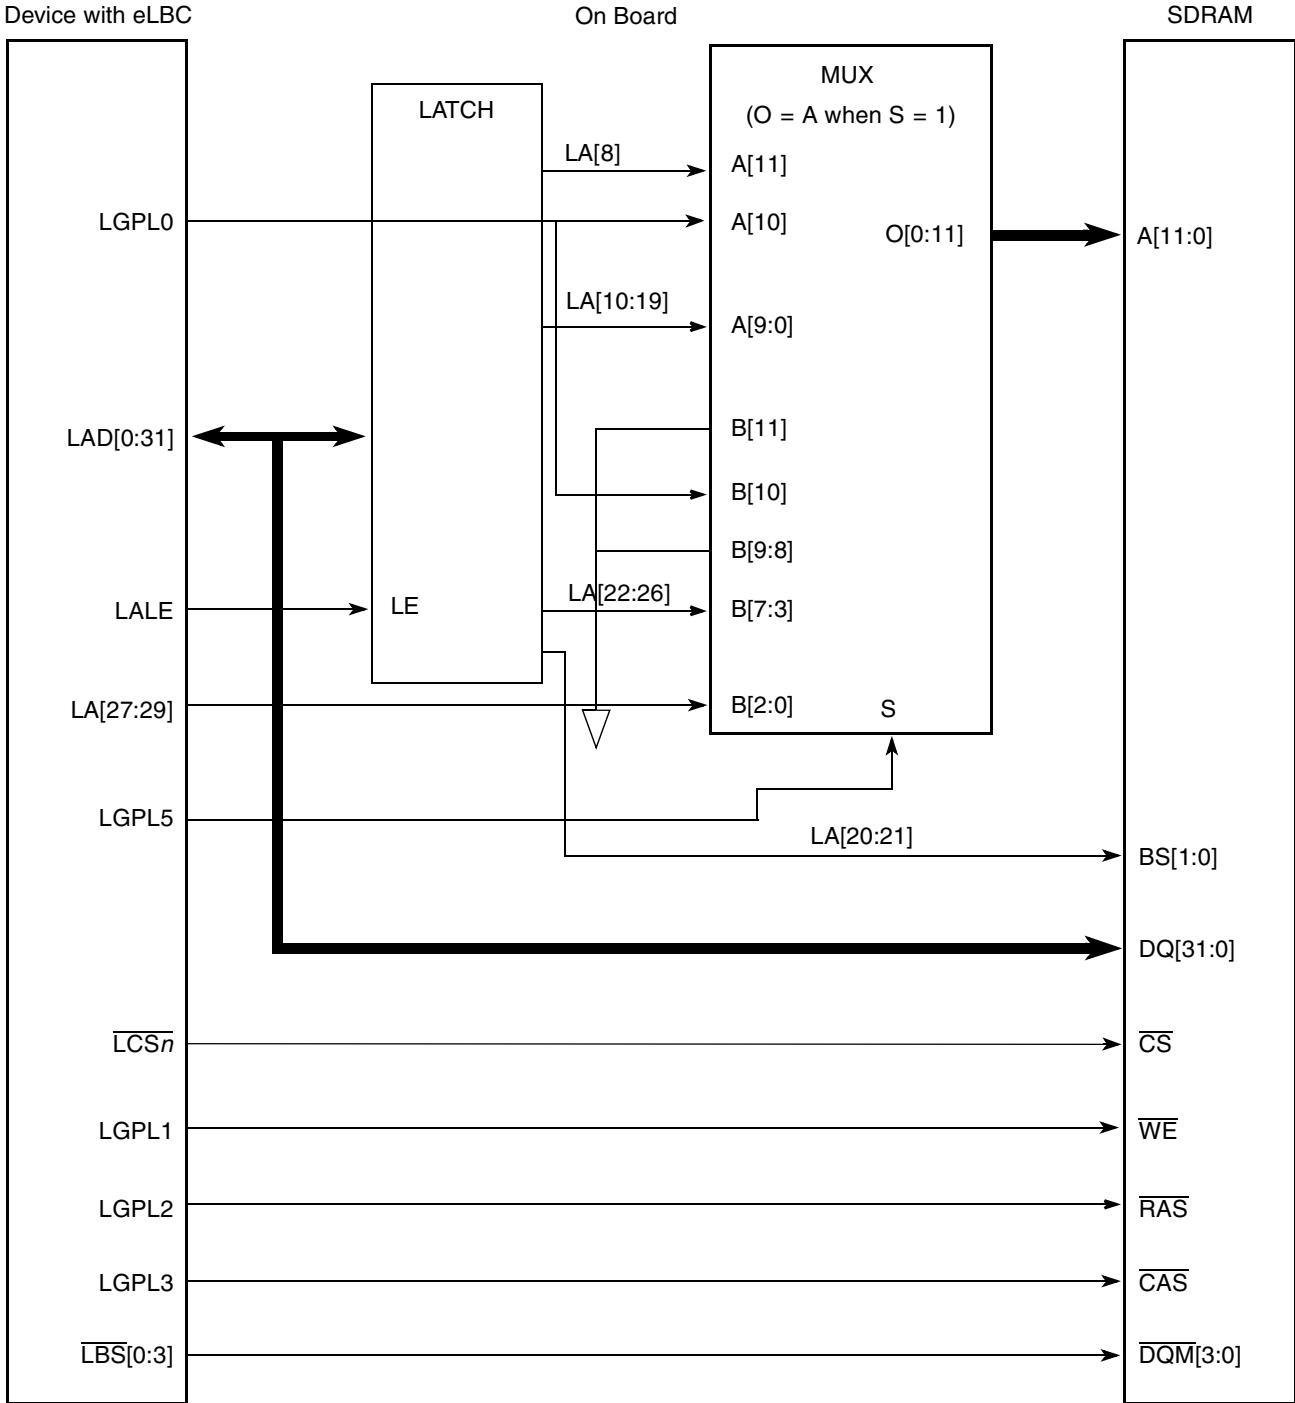 Device with eLBC
On Board
SDRAM
LATCH
MUX
(O = A when S = 1)
LA[8]
A[11]
LGPL0
A[10]
O[0:11]
A[11:0]
LA[10:19]
A[9:0]
LAD[0:31]
B[11]
B[10]
B[9:8]
LALE
LE
LA[22:26]
B[7:3]
LA[27:29]
B[2:0]
S
LGPL5
LA[20:21]
BS[1:0]
DQ[31:0]
LCSn
CS
LGPL1
WE
LGPL2
RAS
LGPL3
CAS
LBS[0:3]
DQM[3:0]